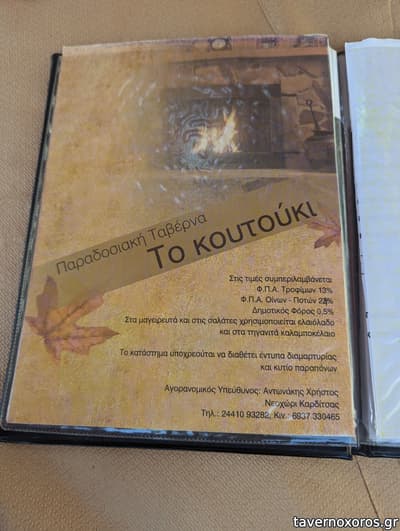 Παραδοσιακή Ταβέρνα
Το κουτούκι
Στις τιμές συμπεριλαμβάνεται
Φ.Π.Α. Τροφίμων 13%
Φ.Π.Α. Οίνων - Ποτών
Δημοτικός Φόρος 0,5%
Στα μαγειρευτά και στις σαλάτες χρησιμοποιείται ελαιόλαδο
και στα τηγανιτά καλαμποκέλαιο
Το κατάστημα υποχρεούται να διαθέτει έντυπα διαμαρτυρίας
και κυτίο παραπόνων
Αγορανομικός Υπεύθυνος: Αντωνάκης Χρήστος
Νεοχώρι Καρδίτσας
Τηλ.: 24410 93282, Κιν.: 6937 330465
tavernoxoros.gr